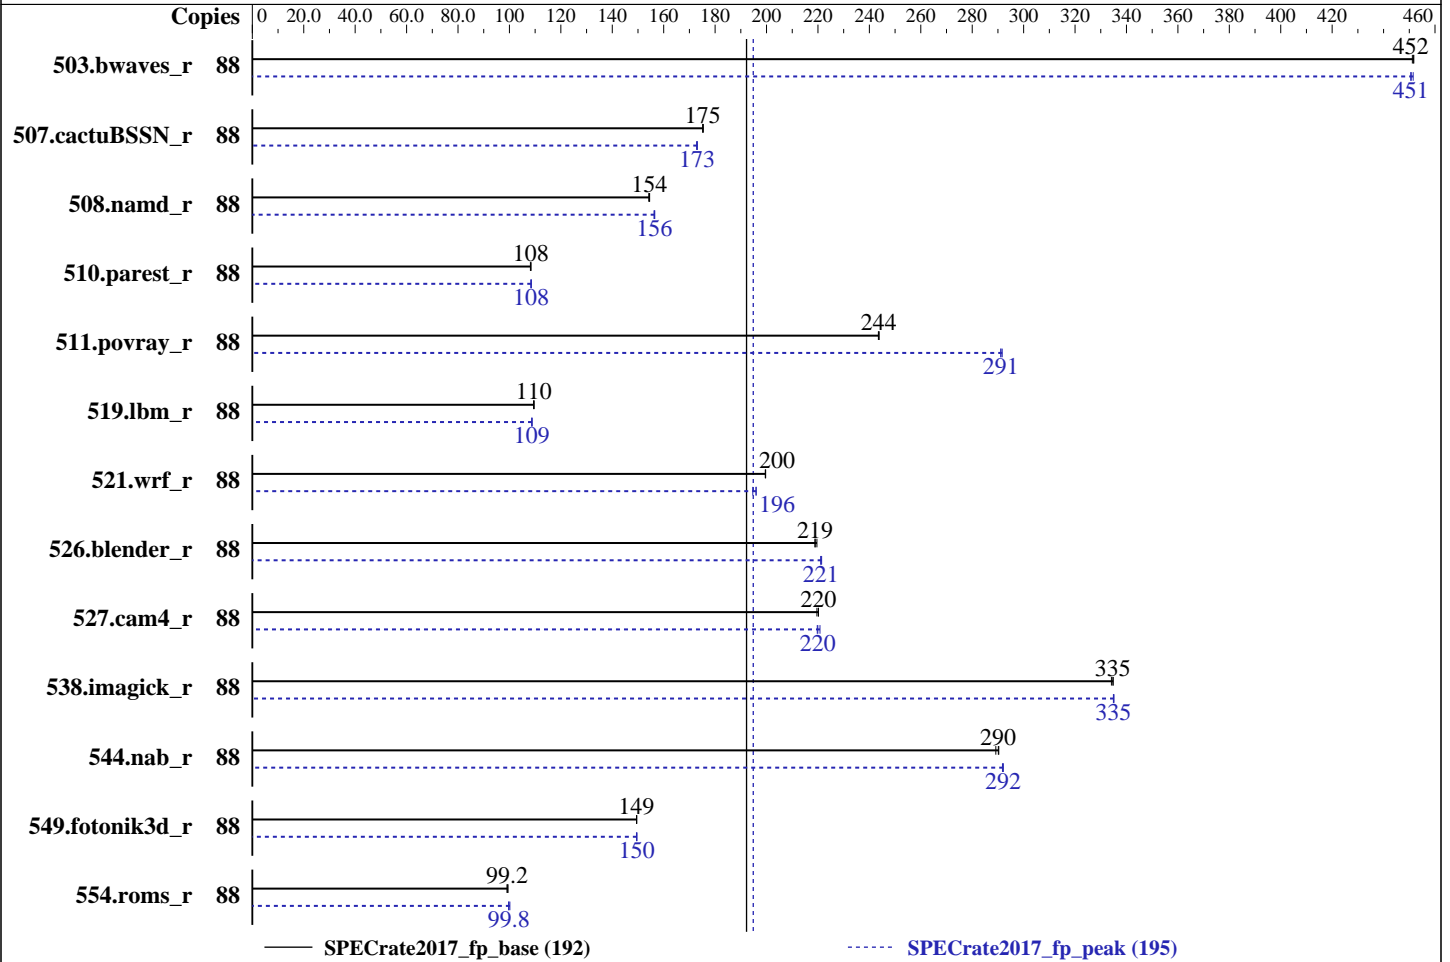 Copies 0 20.0 40.0 60.0 80.0 100 120 140 160 180 200 220 240 260 280 300 320 340 360 380 400 420 460
503.bwaves_r 88 452
451
507.cactuBSSN_r 88 175
173
508.namd_r 88 154
156
510.parest_r 88 108
108
511.povray_r 88 244
291
519.lbm_r 88 110
109
521.wrf_r 88 200
196
526.blender_r 88 219
221
527.cam4_r 88 220
220
538.imagick_r 88 335
335
544.nab_r 88 290
292
549.fotonik3d_r 88 149
150
554.roms_r 88 99.2
99.8
SPECrate2017_fp_base (192) SPECrate2017_fp_peak (195)